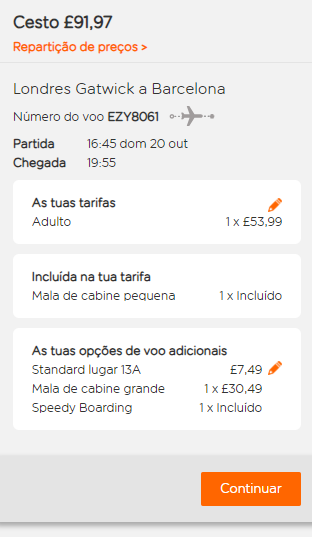 Cesto £91,97
Repartição de preços >
Londres Gatwick a Barcelona
Número do voo EZY8061
Partida 16:45 dom 20 out
Chegada 19:55
As tuas tarifas
Adulto 1 x £53,99
Incluída na tua tarifa
Mala de cabine pequena 1 x Incluído
As tuas opções de voo adicionais
Standard lugar 13A £7,49
Mala de cabine grande 1 x £30,49
Speedy Boarding 1 x Incluído
Continuar